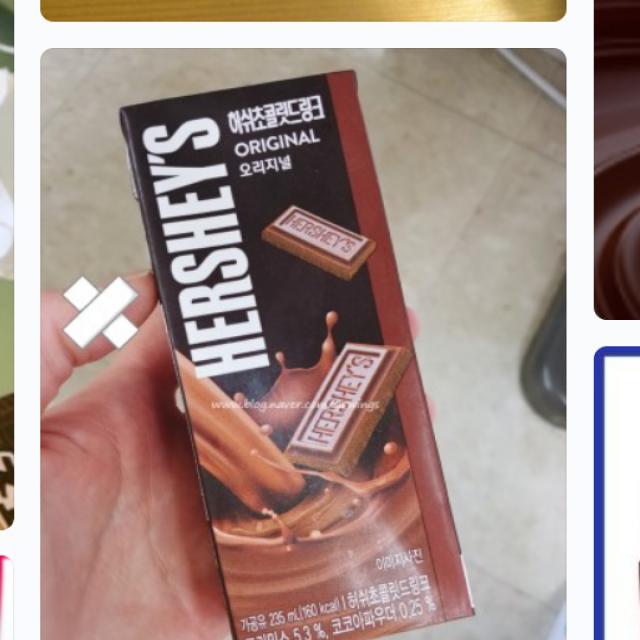 HERSHEY'S
허쉬초콜릿드링크
ORIGINAL
오리지널
HERSHEY'S
HERSHEY'S
이미지사진
가공유 235 mL(160 kcal) | 허쉬초콜릿드링크
5.3 %, 코코아파우더 0.25 %